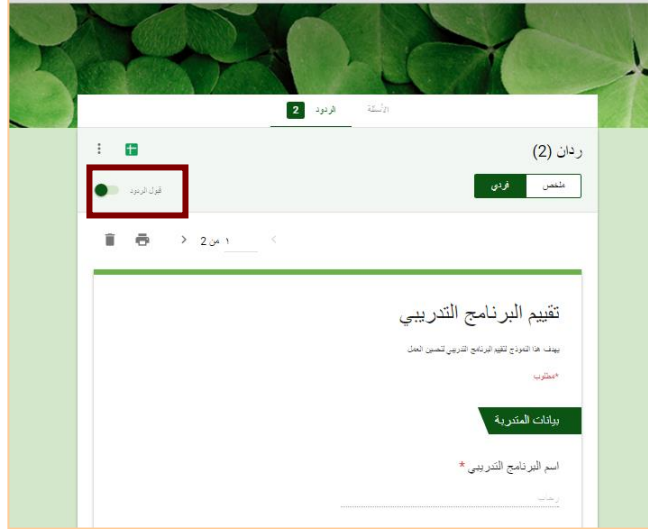 الأسئلة الردود 2
ردان (2)
ملخص فردي
قبول الردود
١ من 2
تقييم البرنامج التدريبي
يهدف هذا النموذج لتقييم البرنامج التدريبي لتحسين العمل
*مطلوب
بيانات المتدربة
اسم البرنامج التدريبي *